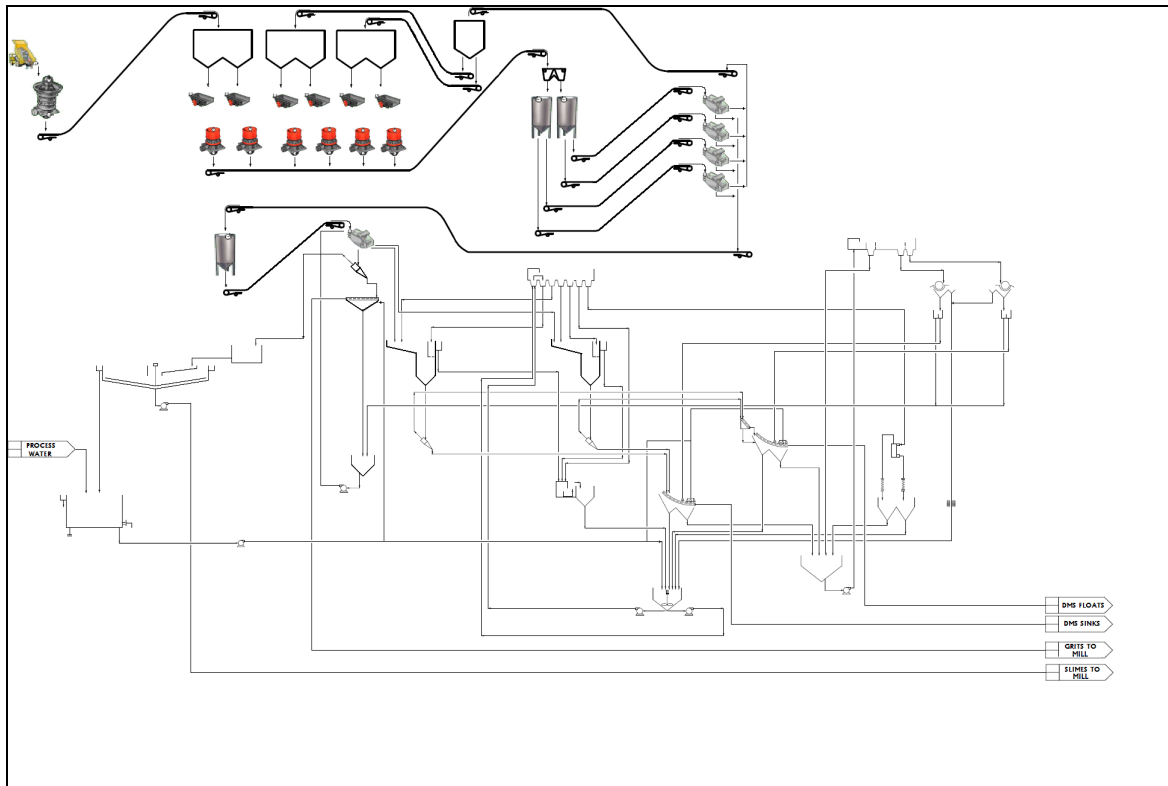 PROCESS
WATER
DMS FLOATS
DMS SINKS
GRITS TO
MILL
SLIMES TO
MILL